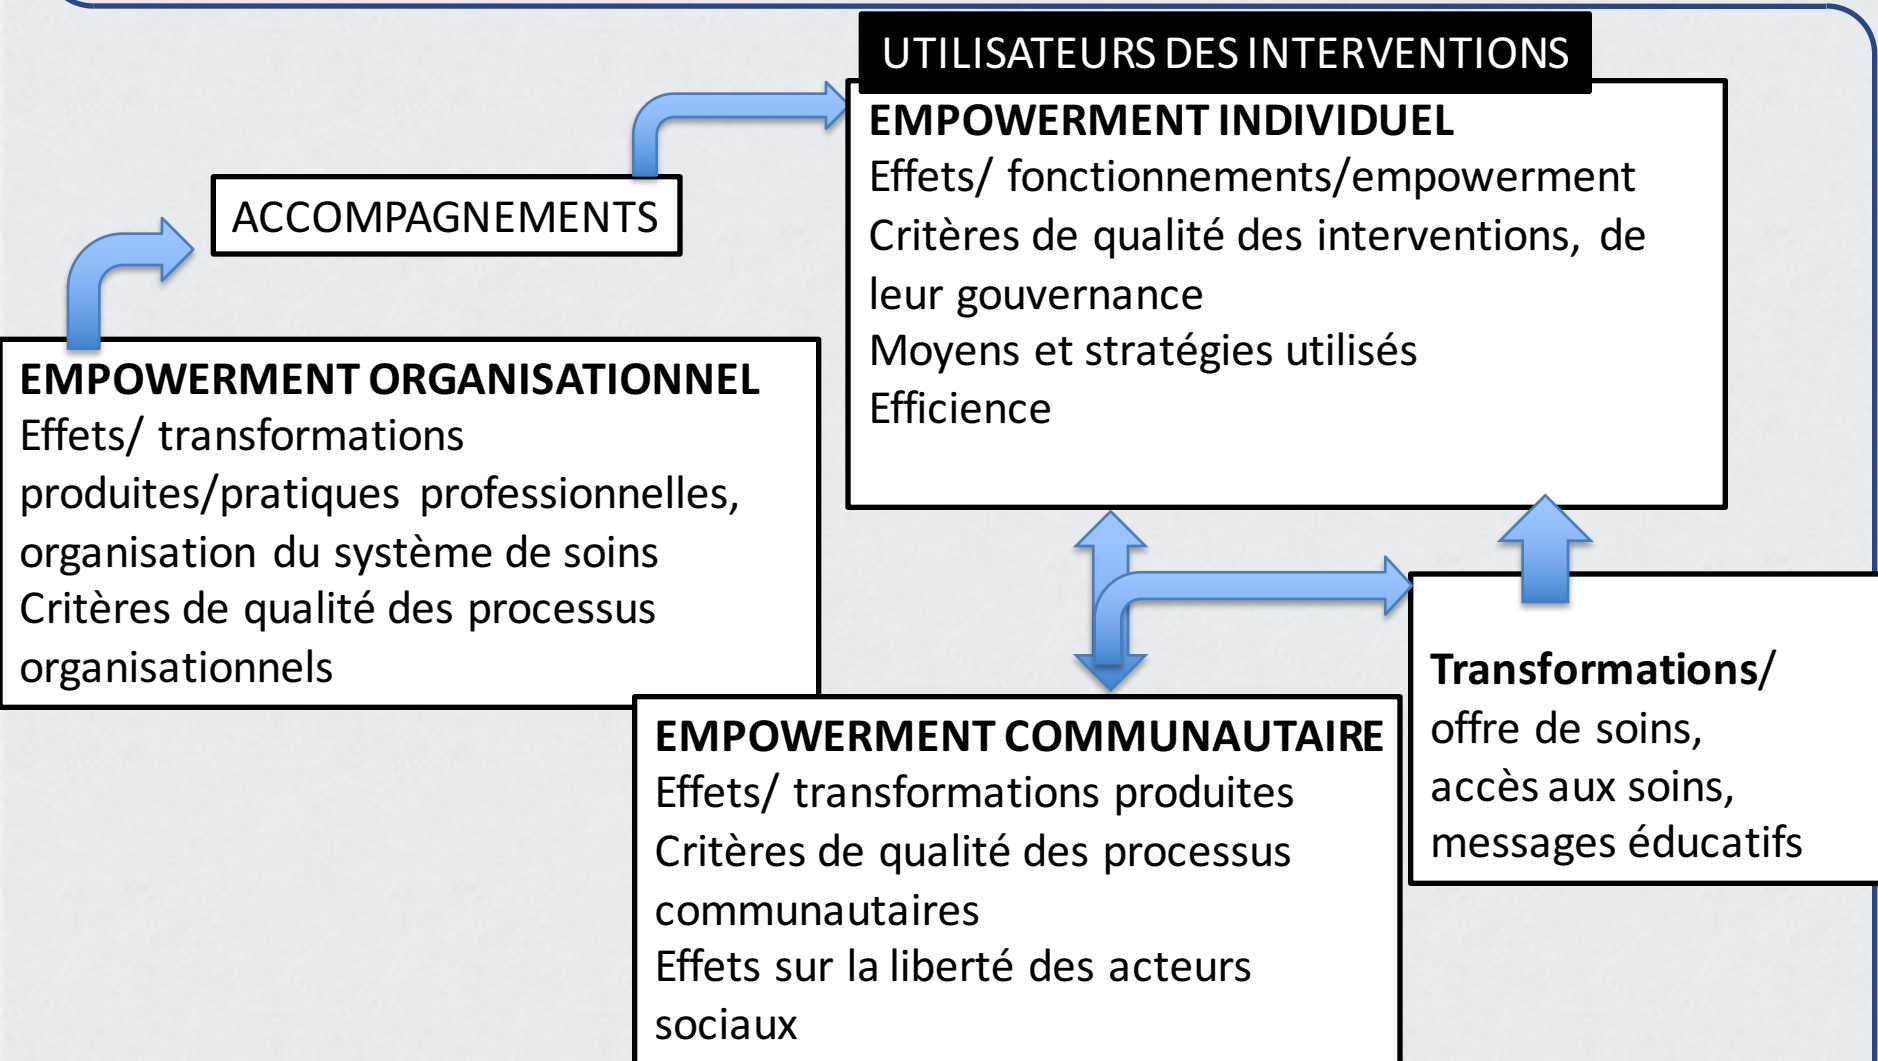 UTILISATEURS DES INTERVENTIONS
EMPOWERMENT INDIVIDUEL
Effets/ fonctionnements/empowerment
Critères de qualité des interventions, de
leur gouvernance
Moyens et stratégies utilisés
Efficience
ACCOMPAGNEMENTS
EMPOWERMENT ORGANISATIONNEL
Effets/ transformations
produites/pratiques professionnelles,
organisation du système de soins
Critères de qualité des processus
organisationnels
EMPOWERMENT COMMUNAUTAIRE
Effets/ transformations produites
Critères de qualité des processus
communautaires
Effets sur la liberté des acteurs
sociaux
Transformations/
offre de soins,
accès aux soins,
messages éducatifs